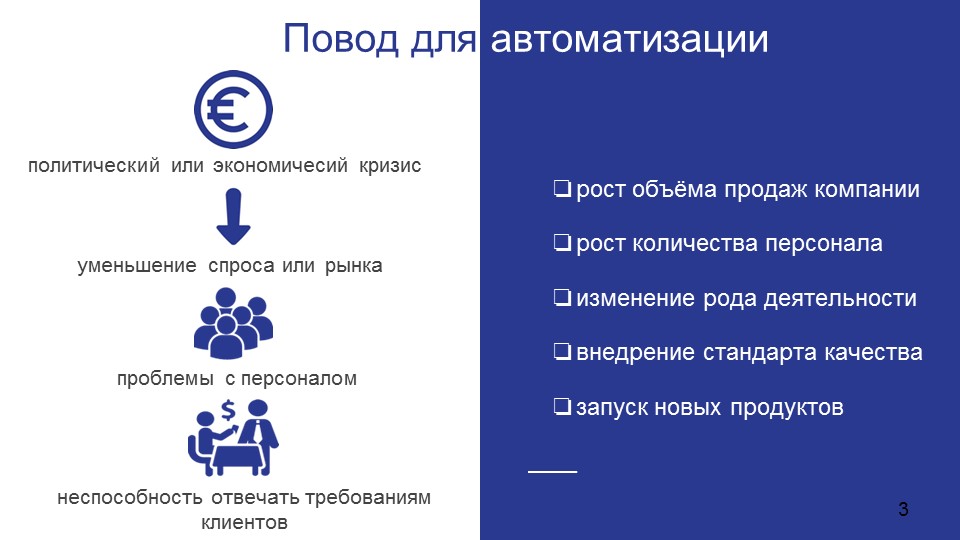 Повод для автоматизации
политический или экономичесий кризис
уменьшение спроса или рынка
проблемы с персоналом
неспособность отвечать требованиям
клиентов
❏ рост объёма продаж компании
❏ рост количества персонала
❏ изменение рода деятельности
❏ внедрение стандарта качества
❏ запуск новых продуктов
3